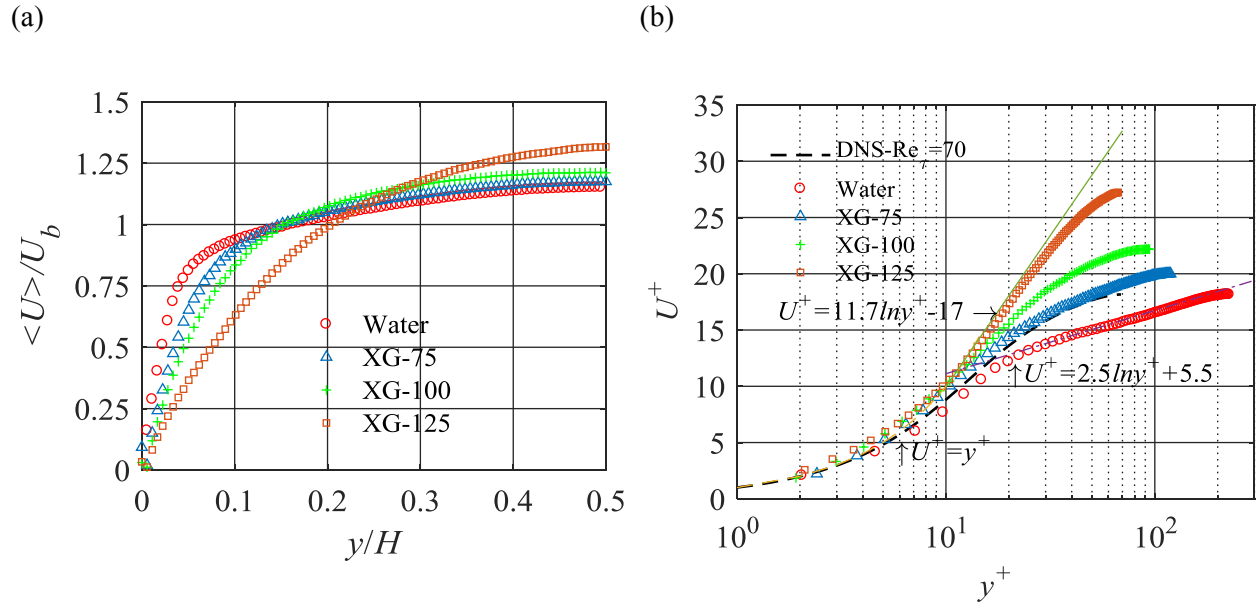 (a)
(b)
<U>/U_b
1.5
1.25
1
0.75
0.5
0.25
0
0
0.1
0.2
0.3
0.4
0.5
y/H
Water
XG-75
XG-100
XG-125
U^+
35
30
25
20
15
10
5
0
10^0
10^1
10^2
y^+
DNS-Re_τ=70
Water
XG-75
XG-100
XG-125
U^+=11.7lny^+-17 →
↑U^+=2.5lny^++5.5
↑U^+=y^+